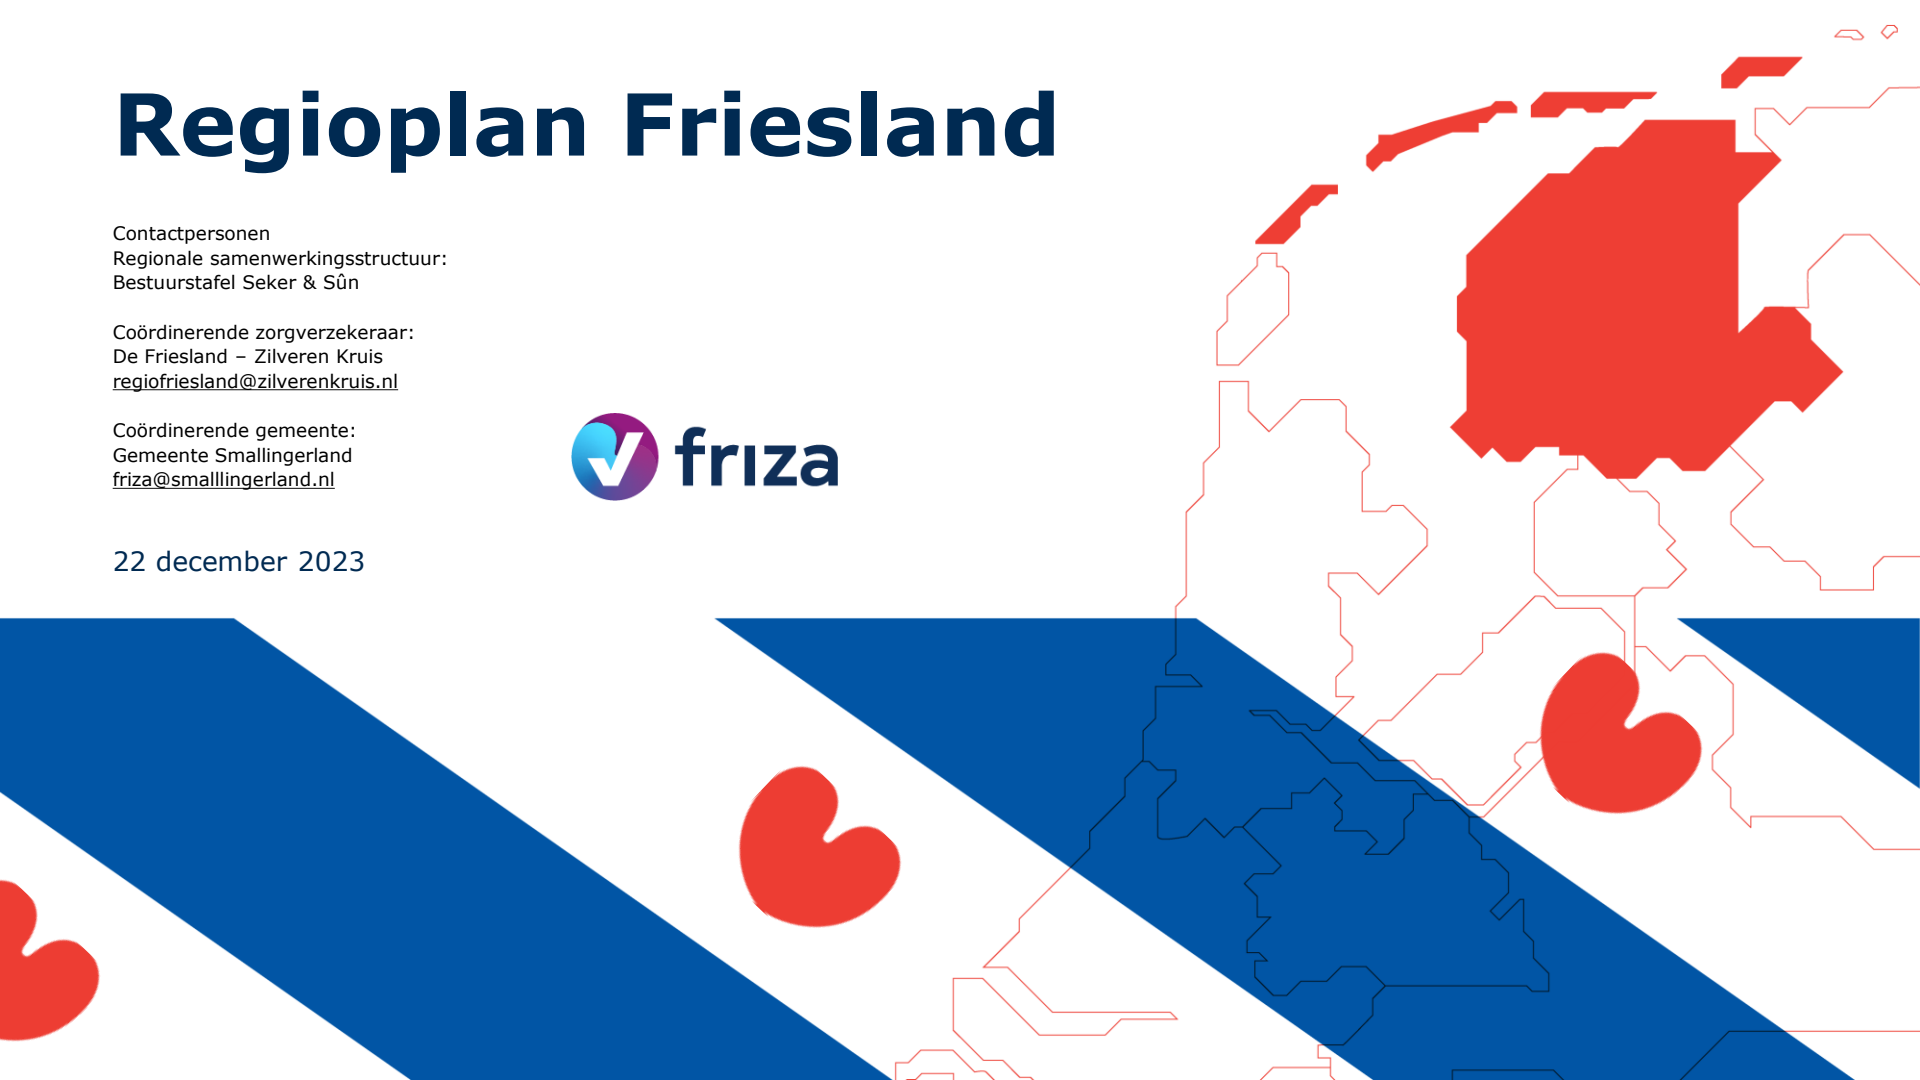 Regioplan Friesland
Contactpersonen
Regionale samenwerkingsstructuur:
Bestuurstafel Seker & Sûn
Coördinerende zorgverzekeraar:
De Friesland – Zilveren Kruis
regiofriesland@zilverenkruis.nl
Coördinerende gemeente:
Gemeente Smallingerland
friza@smalllingerland.nl
frıza
22 december 2023